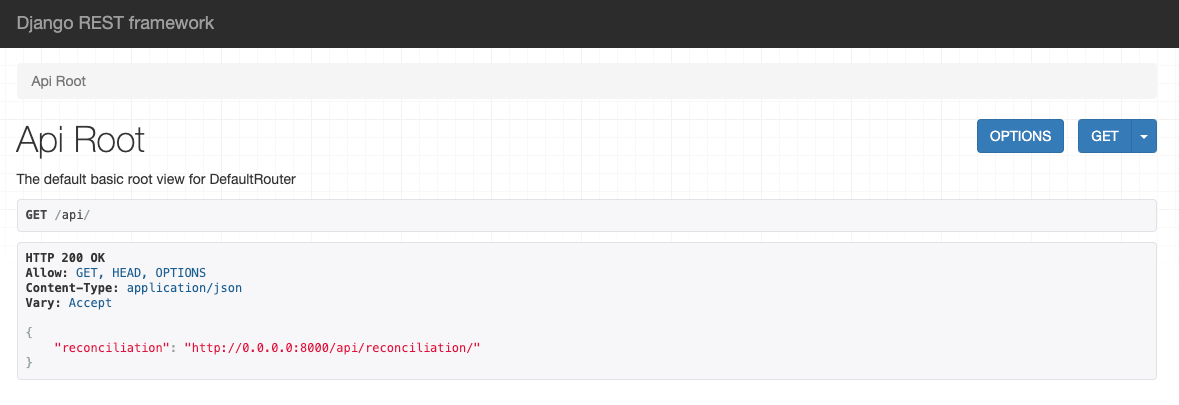 Django REST framework
Api Root
Api Root
OPTIONS
GET
The default basic root view for DefaultRouter
GET /api/
HTTP 200 OK
Allow: GET, HEAD, OPTIONS
Content-Type: application/json
Vary: Accept
{
"reconciliation": "http://0.0.0.0:8000/api/reconciliation/"
}